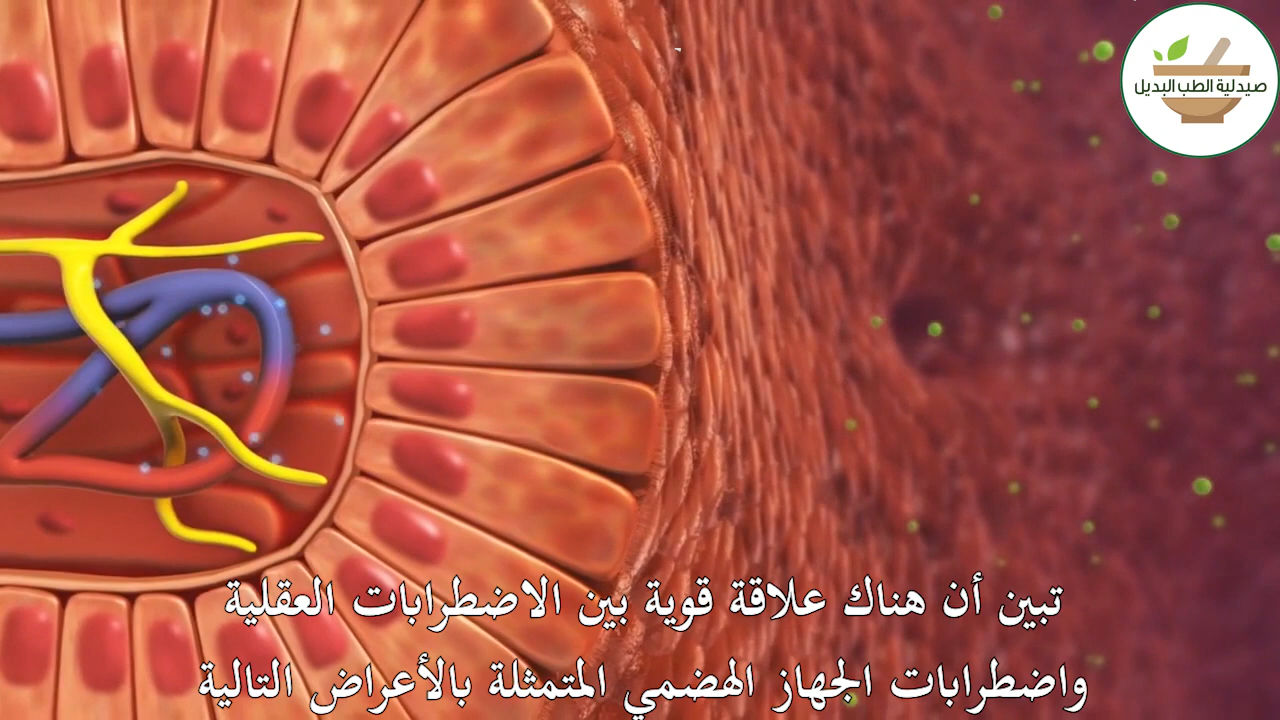 صيدلية الطب البديل
تبين أن هناك علاقة قوية بين الاضطرابات العقلية
واضطرابات الجهاز الهضمي المتمثلة بالأعراض التالية